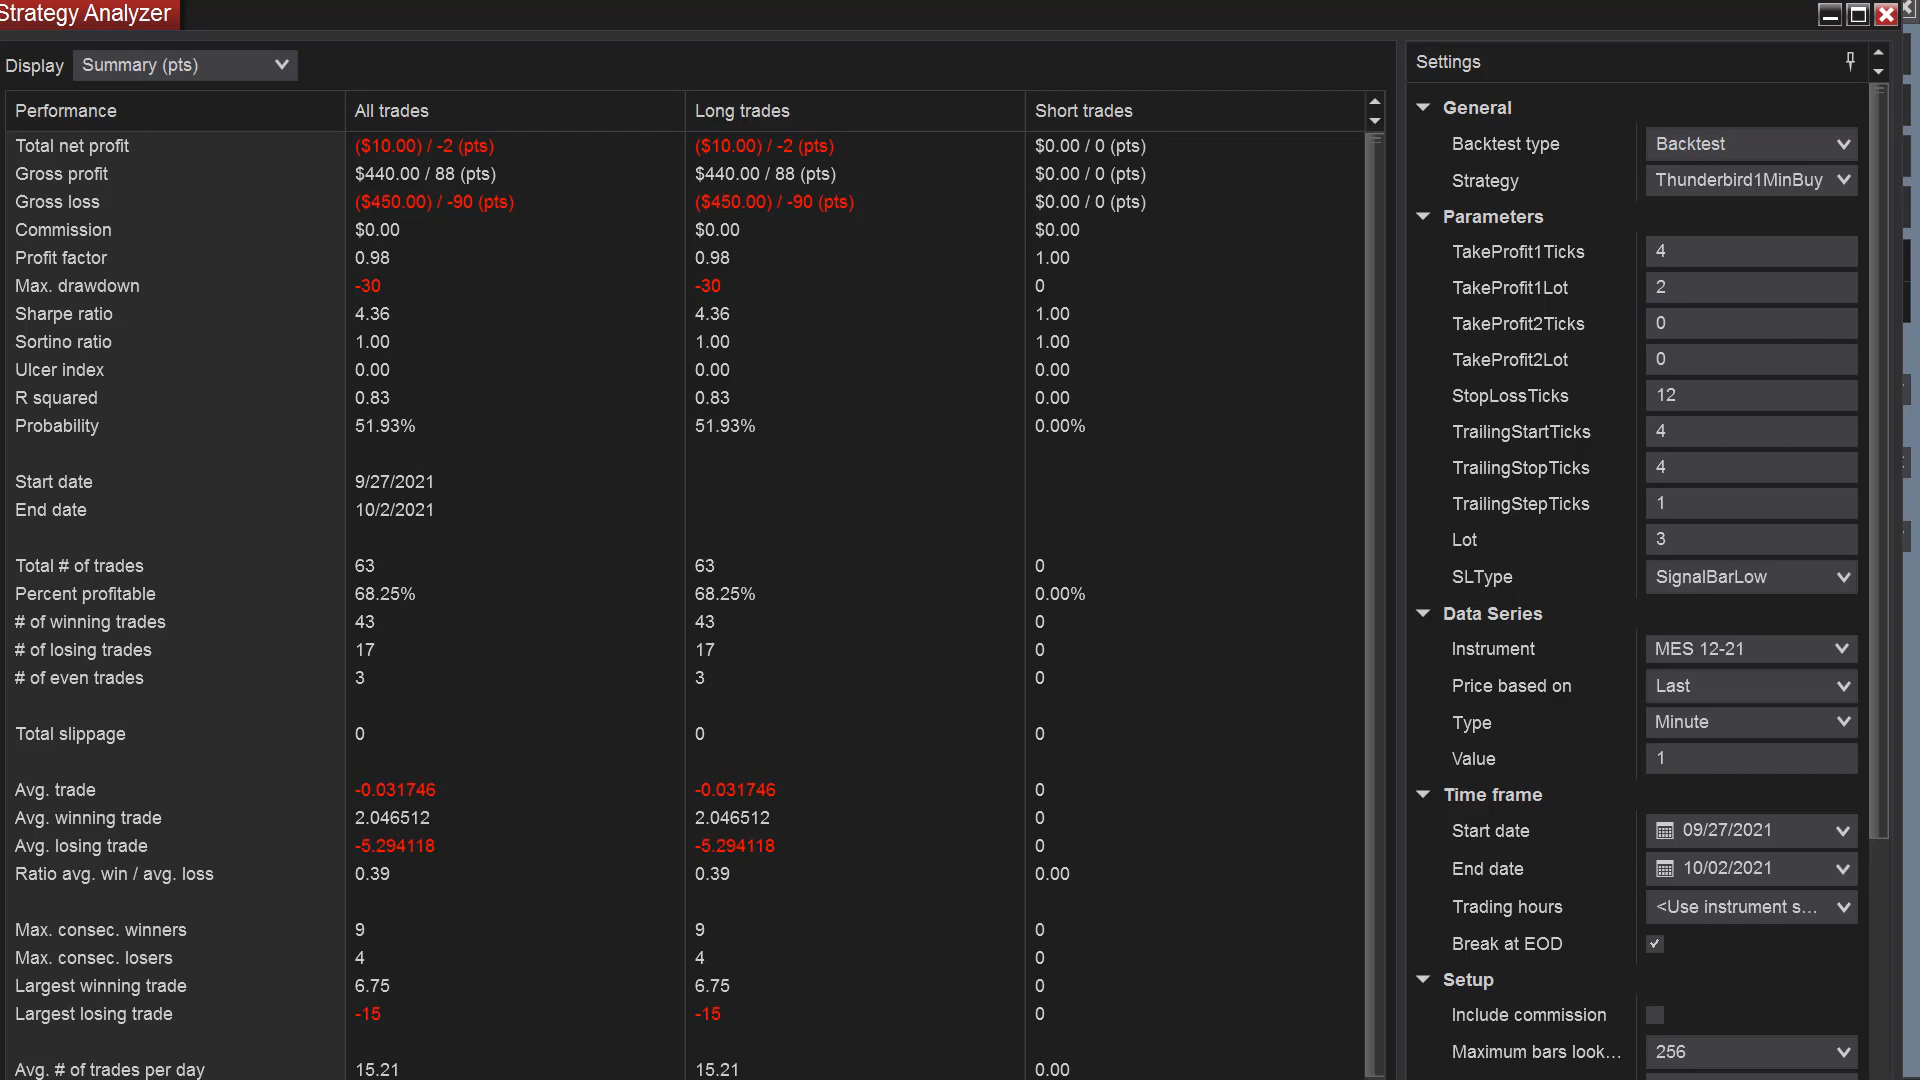 Strategy Analyzer
Display Summary (pts)
Performance All trades Long trades Short trades
Total net profit ($10.00) / -2 (pts) ($10.00) / -2 (pts) $0.00 / 0 (pts)
Gross profit $440.00 / 88 (pts) $440.00 / 88 (pts) $0.00 / 0 (pts)
Gross loss ($450.00) / -90 (pts) ($450.00) / -90 (pts) $0.00 / 0 (pts)
Commission $0.00 $0.00 $0.00
Profit factor 0.98 0.98 1.00
Max. drawdown -30 -30 0
Sharpe ratio 4.36 4.36 1.00
Sortino ratio 1.00 1.00 1.00
Ulcer index 0.00 0.00 0.00
R squared 0.83 0.83 0.00
Probability 51.93% 51.93% 0.00%
Start date 9/27/2021
End date 10/2/2021
Total # of trades 63 63 0
Percent profitable 68.25% 68.25% 0.00%
# of winning trades 43 43 0
# of losing trades 17 17 0
# of even trades 3 3 0
Total slippage 0 0 0
Avg. trade -0.031746 -0.031746 0
Avg. winning trade 2.046512 2.046512 0
Avg. losing trade -5.294118 -5.294118 0
Ratio avg. win / avg. loss 0.39 0.39 0.00
Max. consec. winners 9 9 0
Max. consec. losers 4 4 0
Largest winning trade 6.75 6.75 0
Largest losing trade -15 -15 0
Avg. # of trades per day 15.21 15.21 0.00
Settings
General
Backtest type Backtest
Strategy Thunderbird1MinBuy
Parameters
TakeProfit1Ticks 4
TakeProfit1Lot 2
TakeProfit2Ticks 0
TakeProfit2Lot 0
StopLossTicks 12
TrailingStartTicks 4
TrailingStopTicks 4
TrailingStepTicks 1
Lot 3
SLType SignalBarLow
Data Series
Instrument MES 12-21
Price based on Last
Type Minute
Value 1
Time frame
Start date 09/27/2021
End date 10/02/2021
Trading hours <Use instrument s...
Break at EOD
Setup
Include commission
Maximum bars look... 256